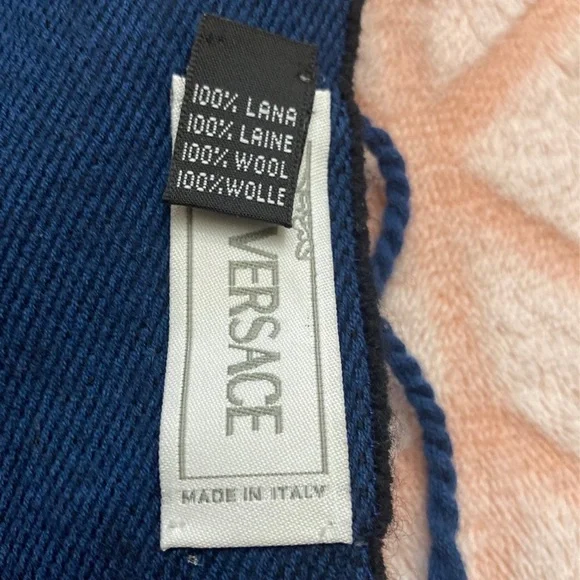 100% LANA
100% LAINE
100% WOOL
100%WOLLE
VERSACE
MADE IN ITALY